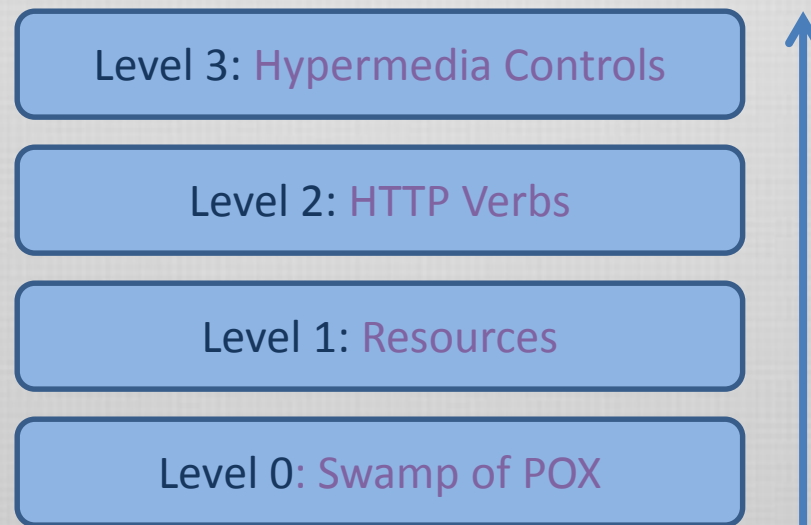 Level 3: Hypermedia Controls
Level 2: HTTP Verbs
Level 1: Resources
Level 0: Swamp of POX